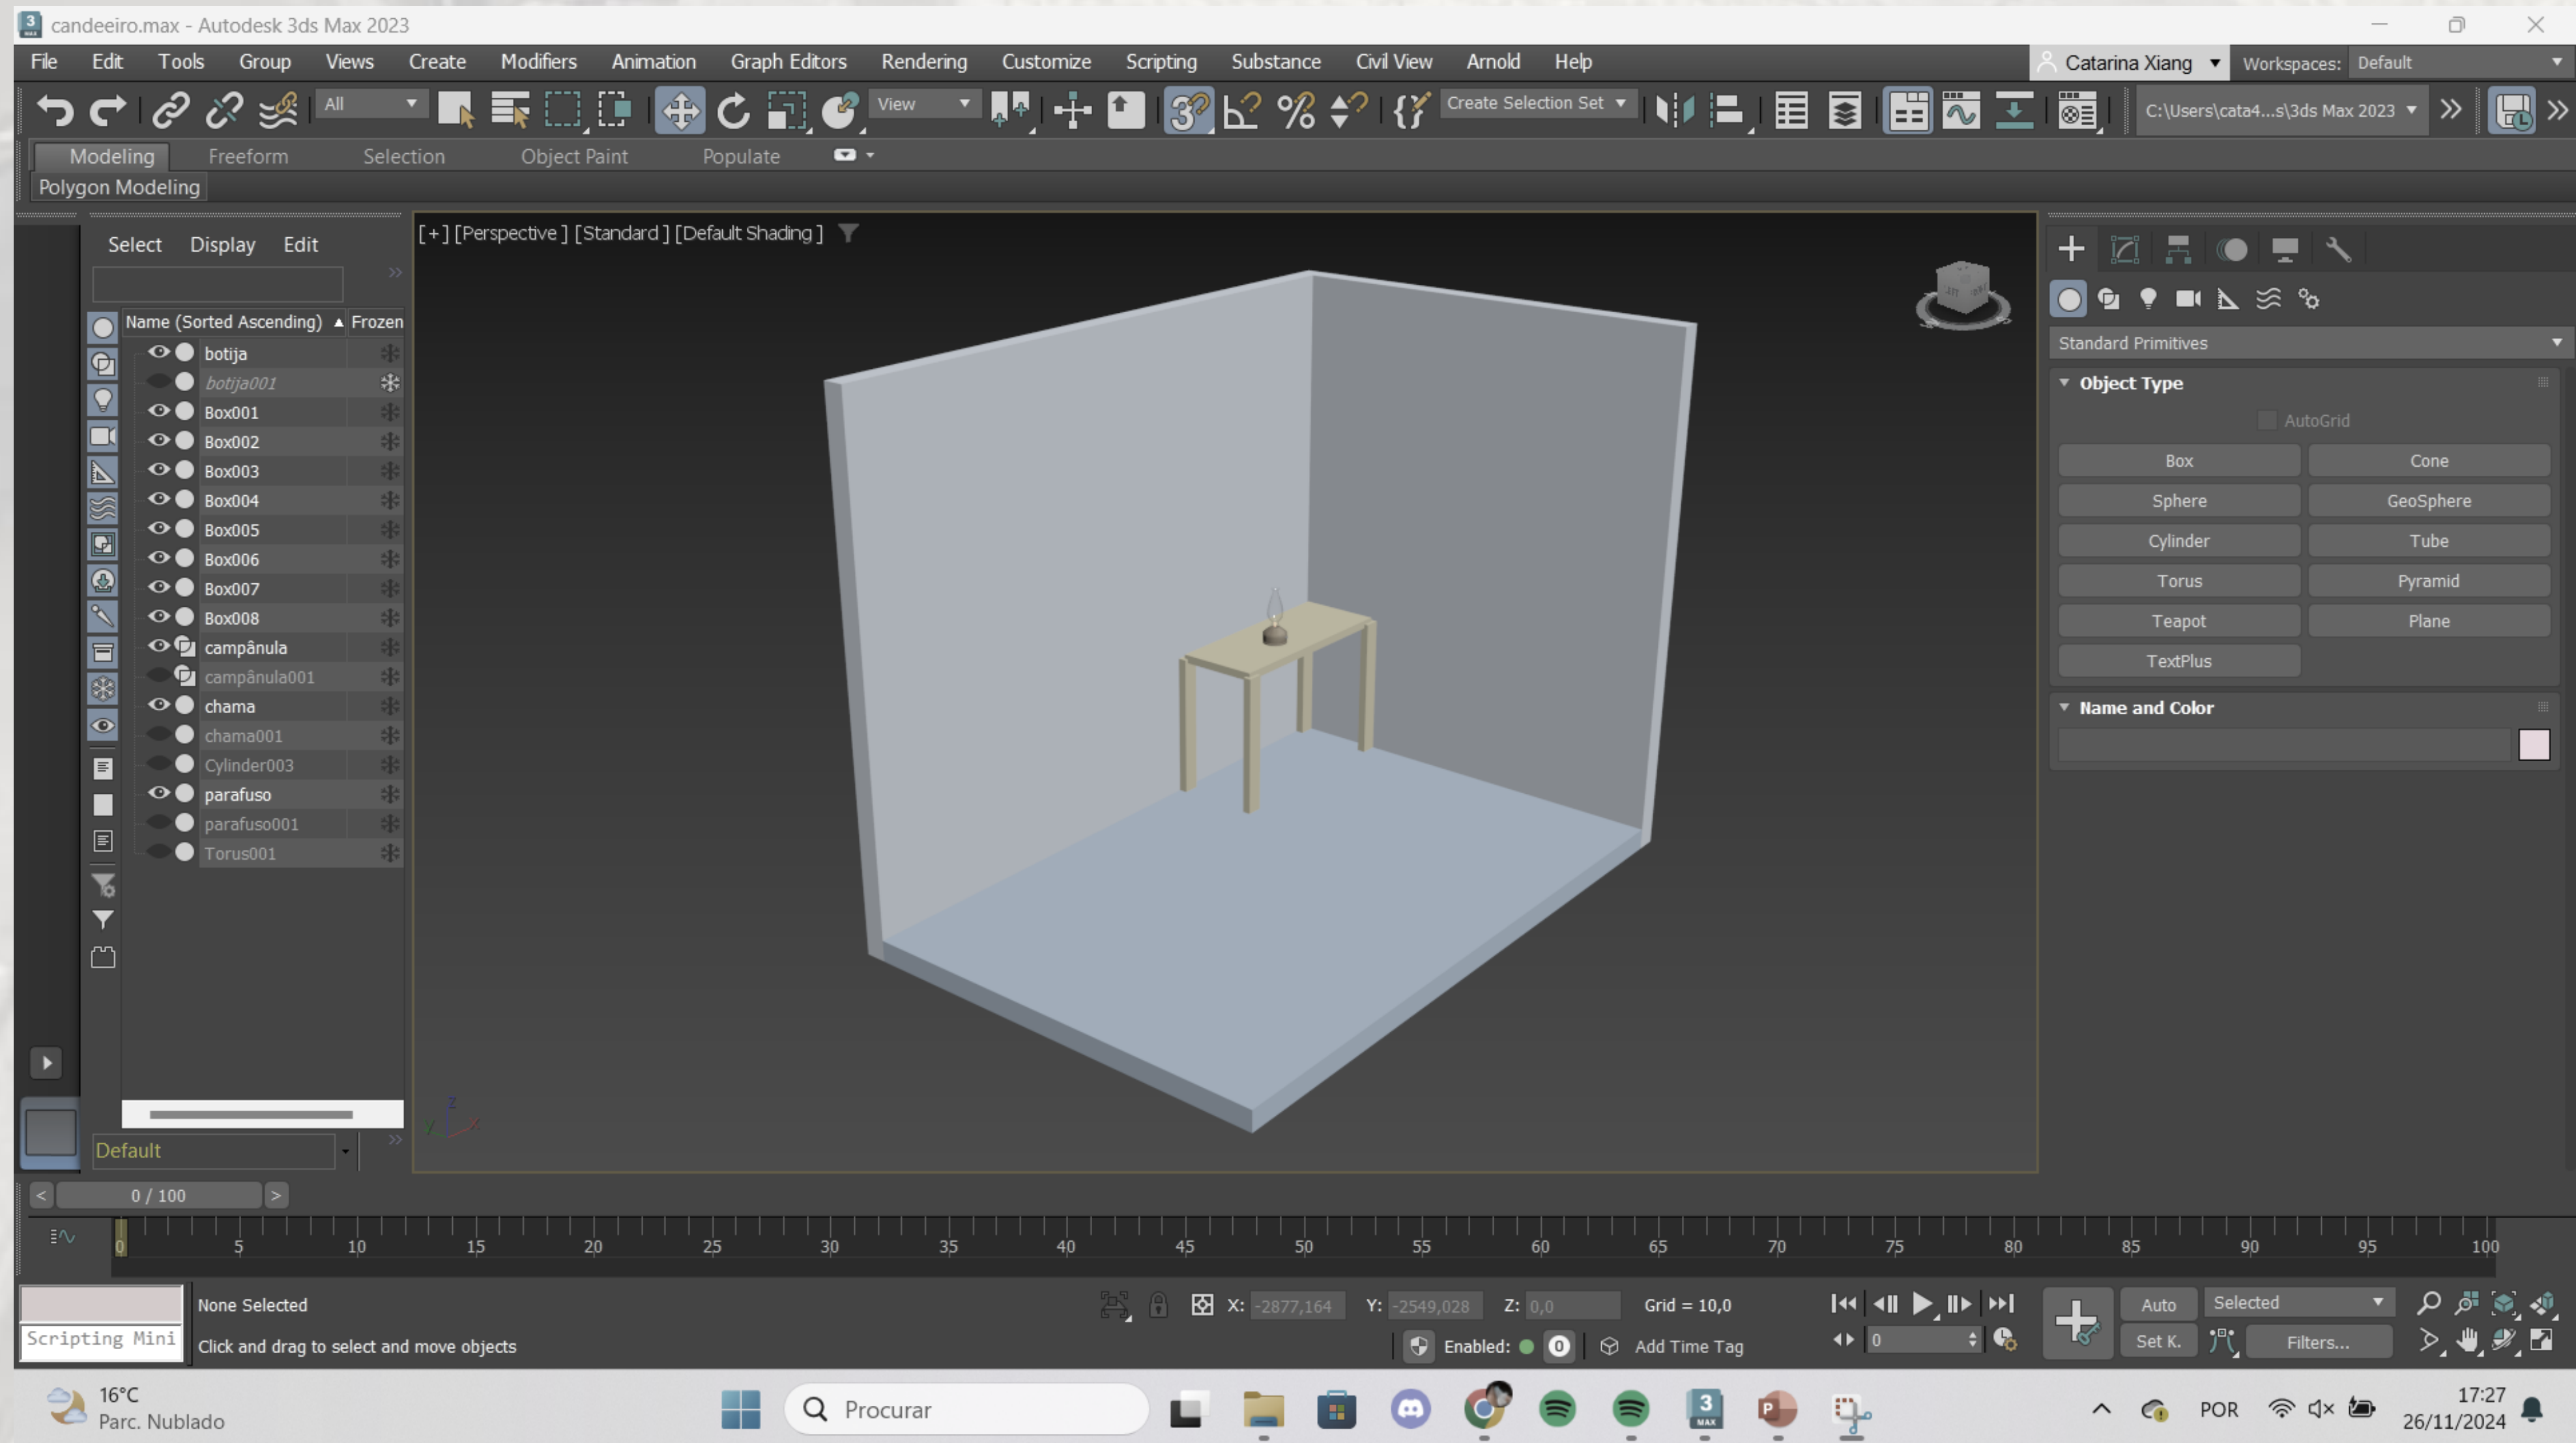 candeeiro.max - Autodesk 3ds Max 2023
File Edit Tools Group Views Create Modifiers Animation Graph Editors Rendering Customize Scripting Substance Civil View Arnold Help Catarina Xiang Workspaces: Default
All View Create Selection Set C:\Users\cata4...s\3ds Max 2023
Modeling Freeform Selection Object Paint Populate
Polygon Modeling
Select Display Edit
[+] [Perspective ] [Standard ] [Default Shading ]
Name (Sorted Ascending) Frozen
botija
botija001
Box001
Box002
Box003
Box004
Box005
Box006
Box007
Box008
campânula
campânula001
chama
chama001
Cylinder003
parafuso
parafuso001
Torus001
Default
Standard Primitives
Object Type
AutoGrid
Box Cone
Sphere GeoSphere
Cylinder Tube
Torus Pyramid
Teapot Plane
TextPlus
Name and Color
z
y x
< 0 / 100 >
0 5 10 15 20 25 30 35 40 45 50 55 60 65 70 75 80 85 90 95 100
None Selected X: -2877,164 Y: -2549,028 Z: 0,0 Grid = 10,0 Auto Selected
Scripting Mini Click and drag to select and move objects Enabled: 0 Add Time Tag 0 Set K. Filters...
16°C
Parc. Nublado
Procurar
POR
17:27
26/11/2024